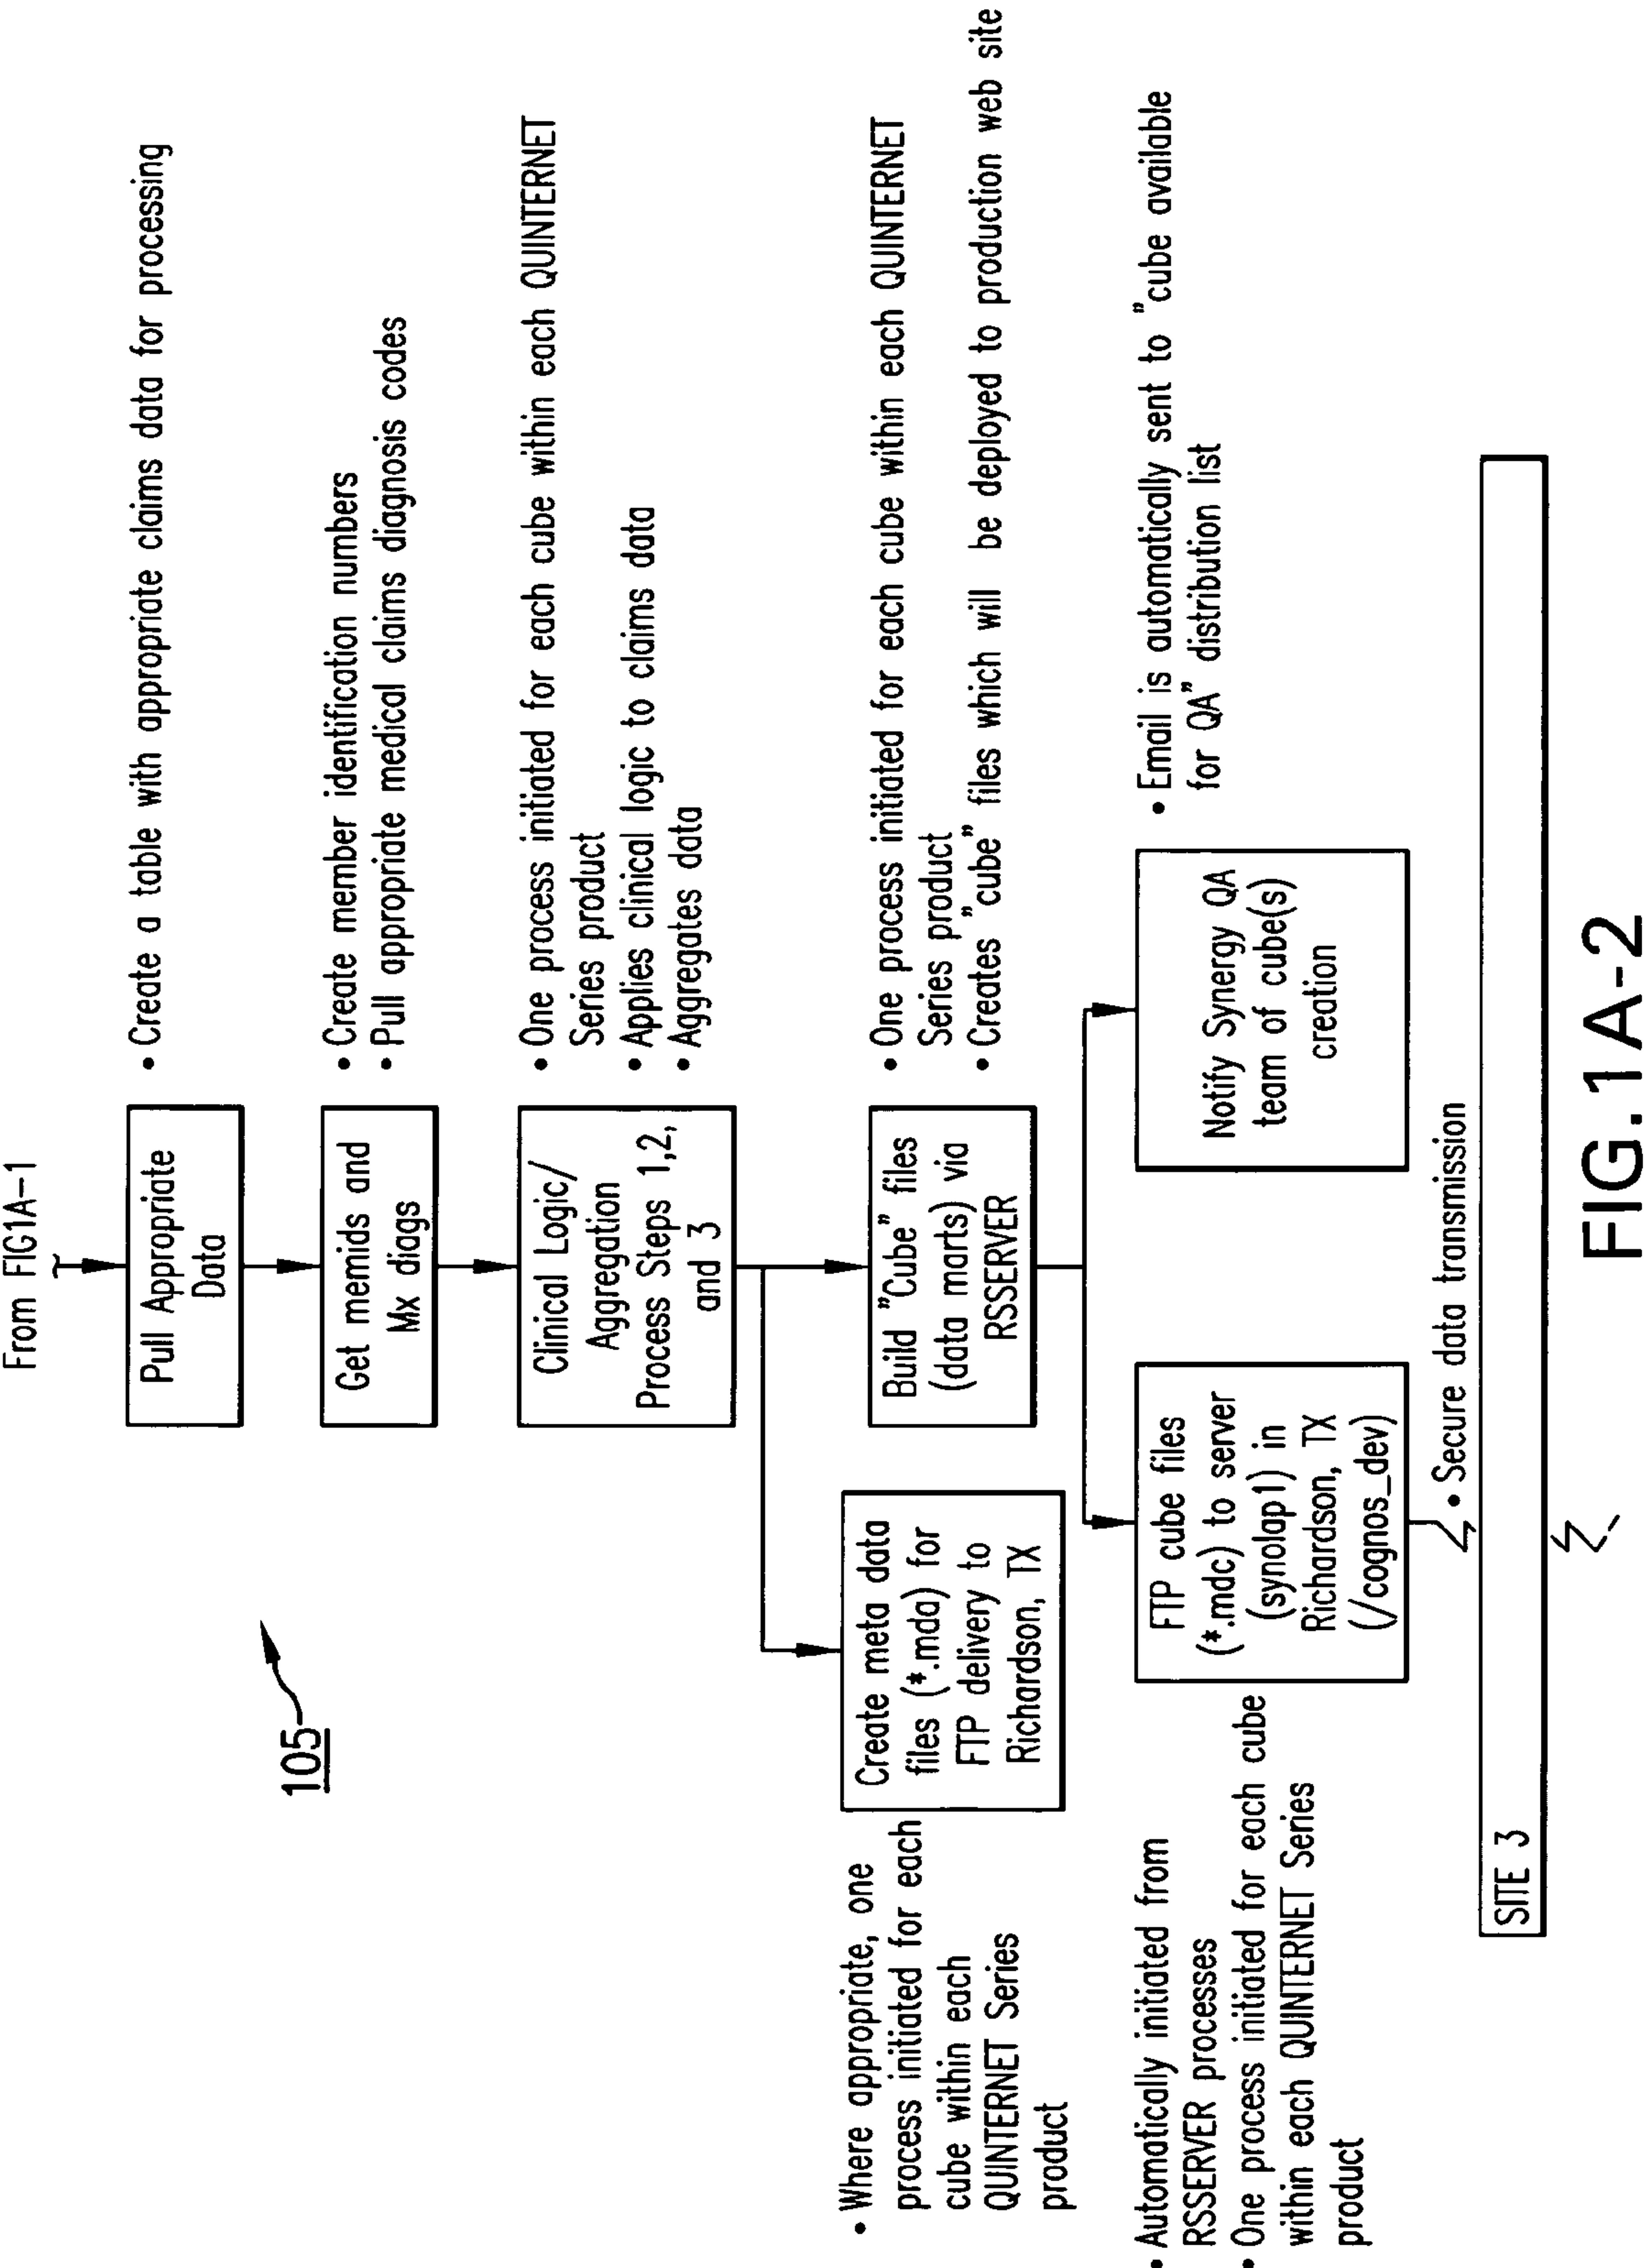 From FIG1A-1
105
Pull Appropriate
Data
• Create a table with appropriate claims data for processing
Get memids and
Mx diags
• Create member identification numbers
• Pull appropriate medical claims diagnosis codes
Clinical Logic/
Aggregation
Process Steps 1,2,
and 3
• One process initiated for each cube within each QUINTERNET
Series product
• Applies clinical logic to claims data
• Aggregates data
• Where appropriate, one
process initiated for each
cube within each
QUINTERNET Series
product
Create meta data
files (*.mda) for
FTP delivery to
Richardson, TX
Build "Cube" files
(data marts) via
RSSERVER
• One process initiated for each cube within each QUINTERNET
Series product
• Creates "cube" files which will be deployed to production web site
• Automatically initiated from
RSSERVER processes
• One process initiated for each cube
within each QUINTERNET Series
product
FTP cube files
(*.mdc) to server
(synolap1) in
Richardson, TX
(/cognos_dev)
Notify Synergy QA
team of cube(s)
creation
• Email is automatically sent to "cube available
for QA" distribution list
• Secure data transmission
SITE 3
FIG.1A-2